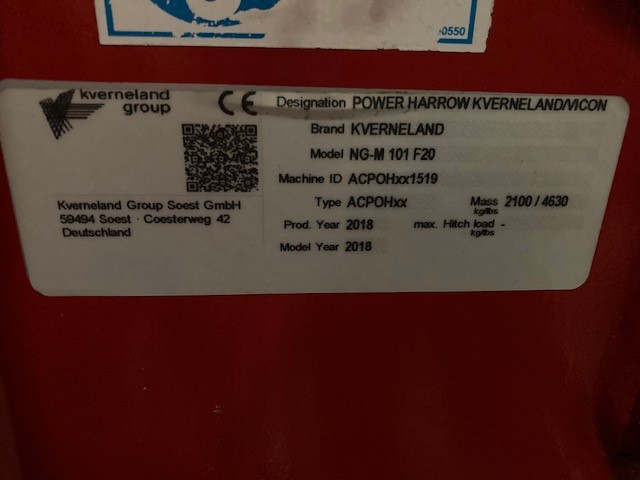 -0550
kverneland
group
CE
Designation POWER HARROW KVERNELAND/VICON
Brand KVERNELAND
Model NG-M 101 F20
Machine ID ACPOHxx1519
Type ACPOHxx Mass kg/lbs 2100 / 4630
Prod. Year 2018 max. Hitch load kg/lbs -
Model Year 2018
Kverneland Group Soest GmbH
59494 Soest · Coesterweg 42
Deutschland